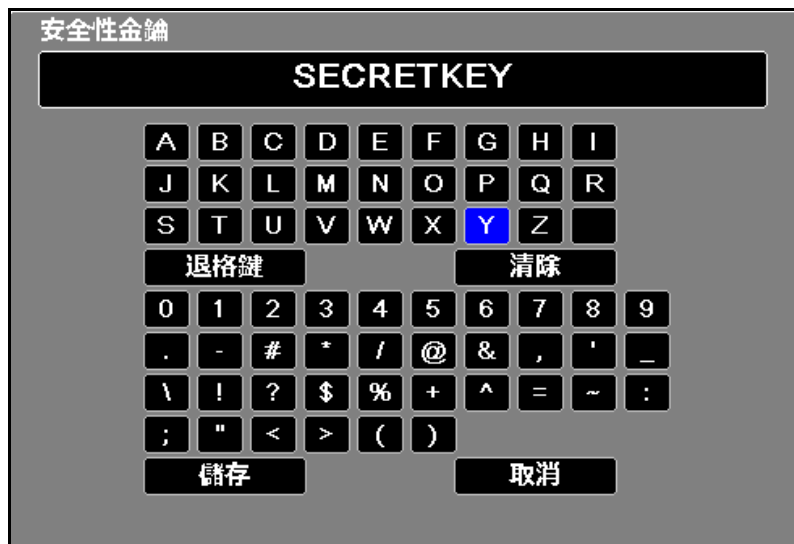 安全性金鑰
SECRETKEY
A B C D E F G H I
J K L M N O P Q R
S T U V W X Y Z
退格鍵 清除
0 1 2 3 4 5 6 7 8 9
. - # * / @ & , ' _
\ ! ? $ % + ^ = ~ :
; " < > ( )
儲存 取消